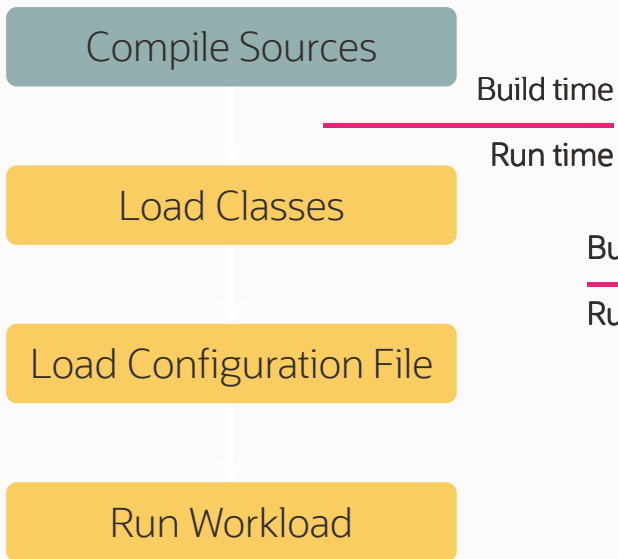 Compile Sources
Build time
Run time
Load Classes
Load Configuration File
Run Workload